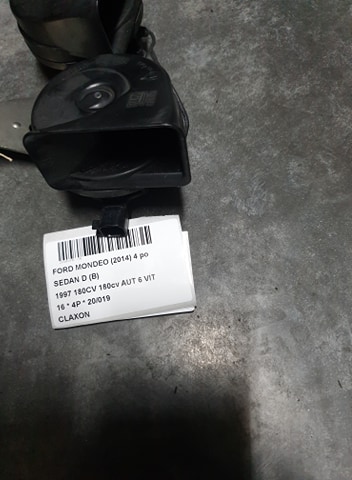 FORD MONDEO (2014) 4 po
SEDAN D (B)
1997 180CV 180cv AUT 6 VIT
16 * 4P * 20/019
CLAXON